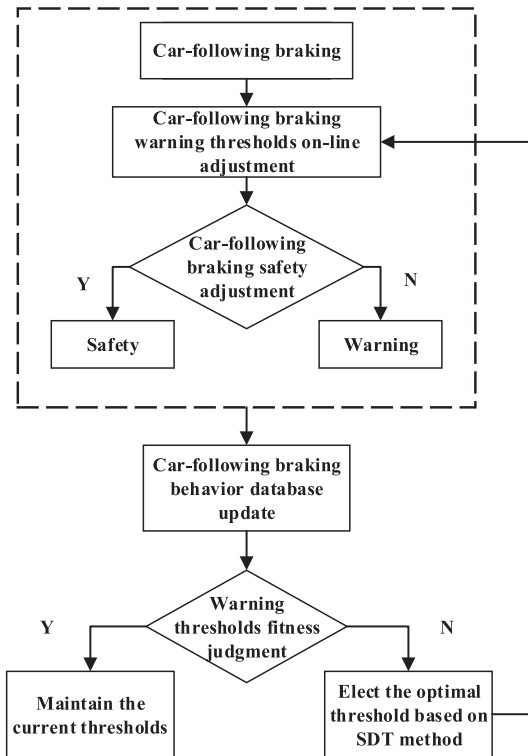 Car-following braking
Car-following braking
warning thresholds on-line
adjustment
Car-following
braking safety
adjustment
Y
N
Safety
Warning
Car-following braking
behavior database
update
Warning
thresholds fitness
judgment
Y
N
Maintain the
current thresholds
Elect the optimal
threshold based on
SDT method